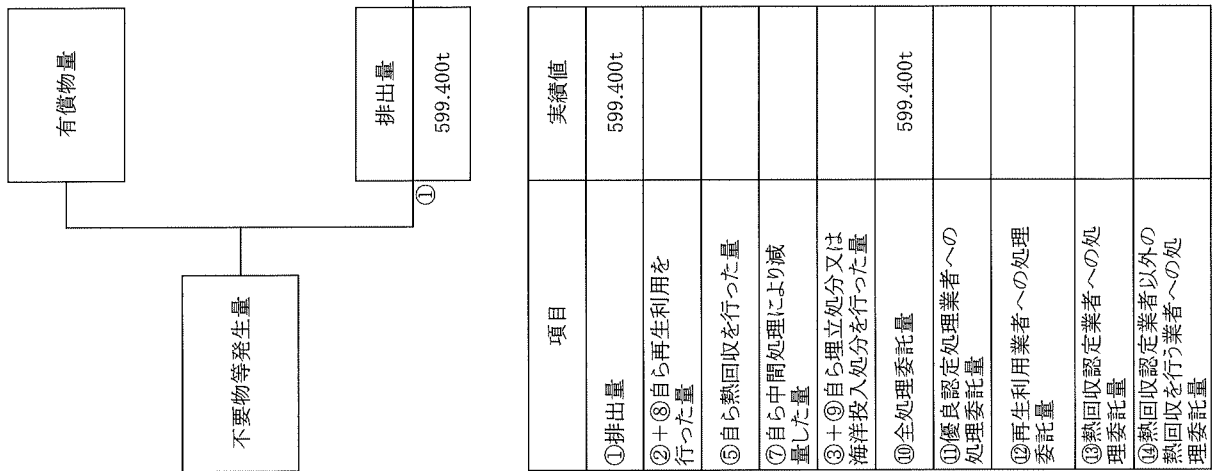 有償物量
不要物等発生量
排出量
①
599.400t
項目
実績値
①排出量
599.400t
②+⑧自ら再生利用を
行った量
⑤自ら熱回収を行った量
⑦自ら中間処理により減
量した量
③+⑨自ら埋立処分又は
海洋投入処分を行った量
⑩全処理委託量
599.400t
⑪優良認定処理業者への
処理委託量
⑫再生利用業者への処理
委託量
⑬熱回収認定業者への処
理委託量
⑭熱回収認定業者以外の
熱回収を行う業者への処
理委託量